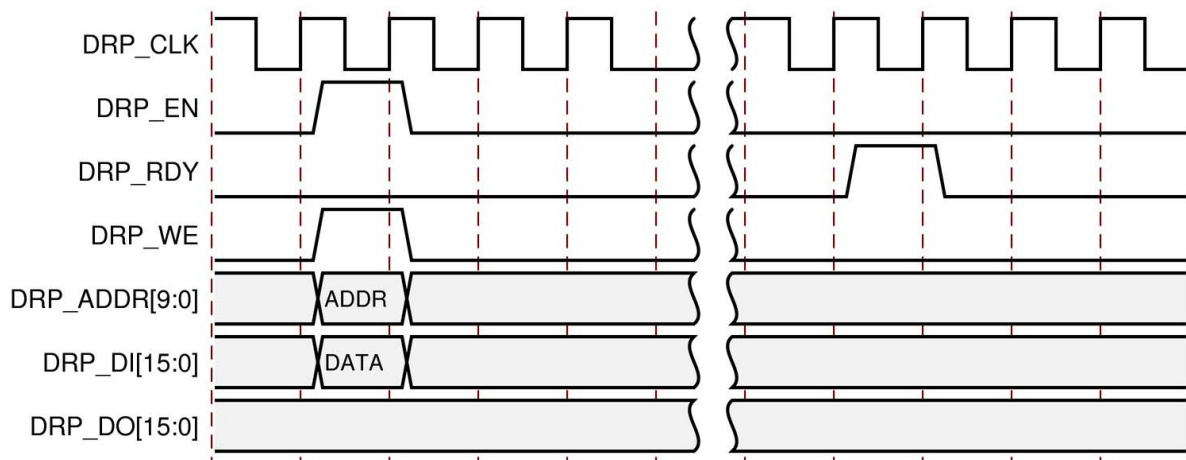 DRP_CLK
DRP_EN
DRP_RDY
DRP_WE
DRP_ADDR[9:0] ADDR
DRP_DI[15:0] DATA
DRP_DO[15:0]